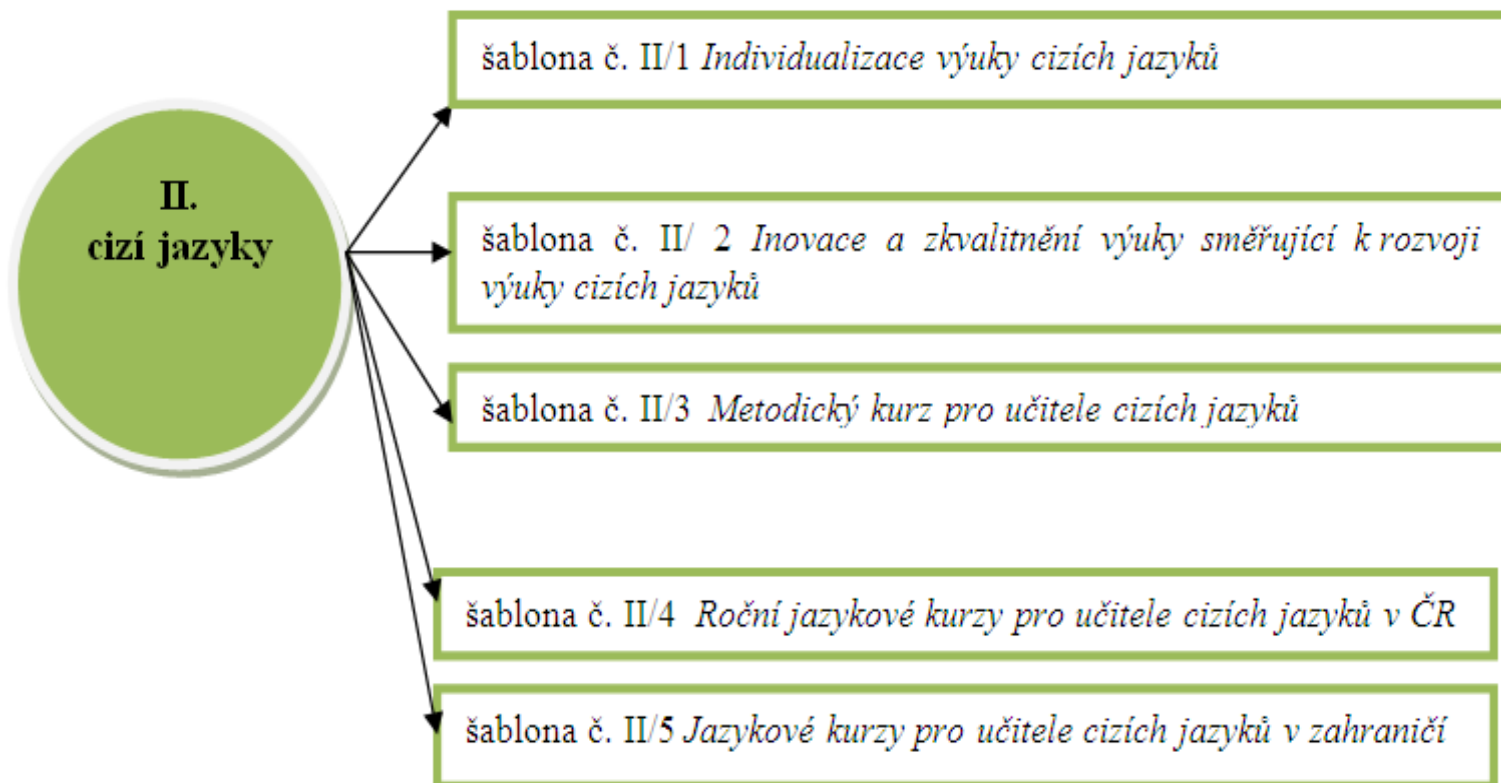 II.
cizí jazyky
šablona č. II/1 Individualizace výuky cizích jazyků
šablona č. II/ 2 Inovace a zkvalitnění výuky směřující k rozvoji
výuky cizích jazyků
šablona č. II/3 Metodický kurz pro učitele cizích jazyků
šablona č. II/4 Roční jazykové kurzy pro učitele cizích jazyků v ČR
šablona č. II/5 Jazykové kurzy pro učitele cizích jazyků v zahraničí